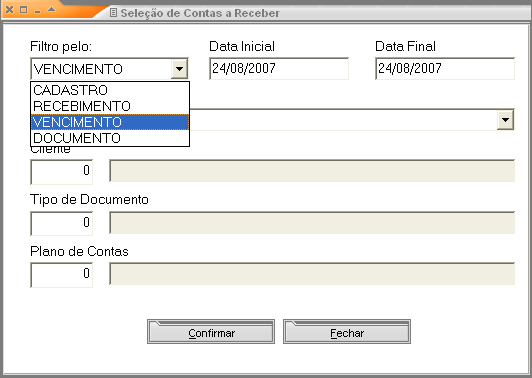 Seleção de Contas a Receber
Filtro pelo: Data Inicial Data Final
VENCIMENTO 24/08/2007 24/08/2007
CADASTRO
RECEBIMENTO
VENCIMENTO
DOCUMENTO
Cliente
0
Tipo de Documento
0
Plano de Contas
0
Confirmar Fechar